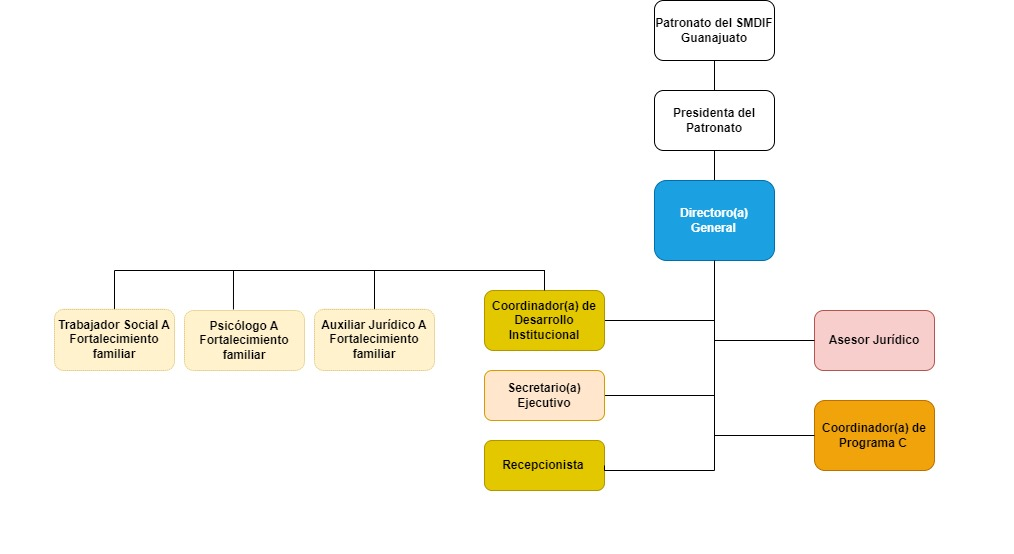 Patronato del SMDIF
Guanajuato
Presidenta del
Patronato
Directoro(a)
General
Trabajador Social A
Fortalecimiento
familiar
Psicólogo A
Fortalecimiento
familiar
Auxiliar Jurídico A
Fortalecimiento
familiar
Coordinador(a) de
Desarrollo
Institucional
Asesor Jurídico
Secretario(a)
Ejecutivo
Coordinador(a) de
Programa C
Recepcionista